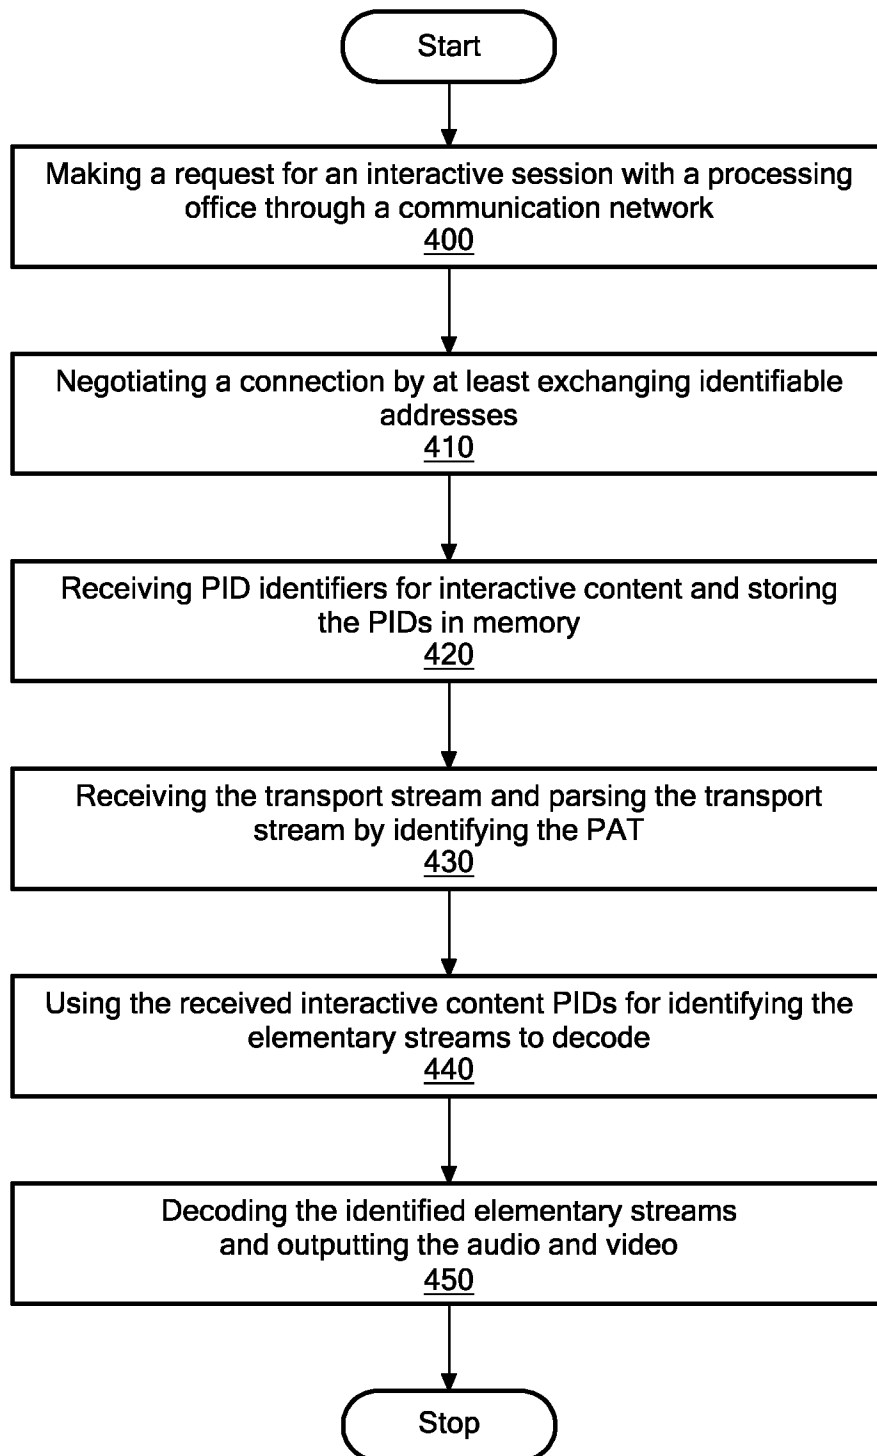 Start
Making a request for an interactive session with a processing
office through a communication network
400
Negotiating a connection by at least exchanging identifiable
addresses
410
Receiving PID identifiers for interactive content and storing
the PIDs in memory
420
Receiving the transport stream and parsing the transport
stream by identifying the PAT
430
Using the received interactive content PIDs for identifying the
elementary streams to decode
440
Decoding the identified elementary streams
and outputting the audio and video
450
Stop